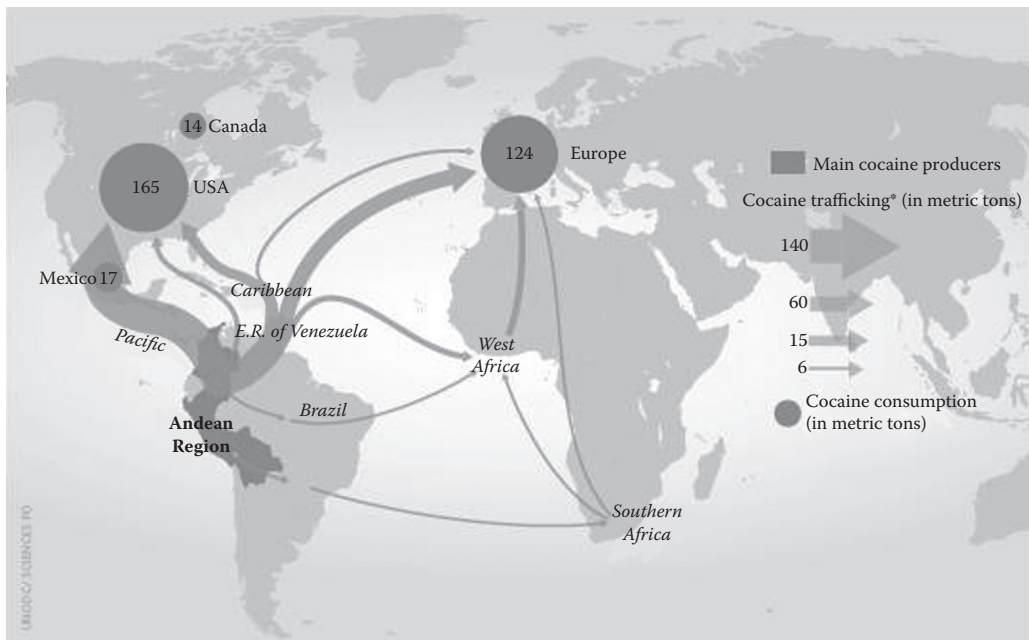 14 Canada
165 USA
124 Europe
Main cocaine producers
Cocaine trafficking* (in metric tons)
140
60
15
6
Cocaine consumption
(in metric tons)
Mexico 17
Caribbean
E.R. of Venezuela
Pacific
West
Africa
Brazil
Andean
Region
Southern
Africa
UNODC/SCIENCES PO